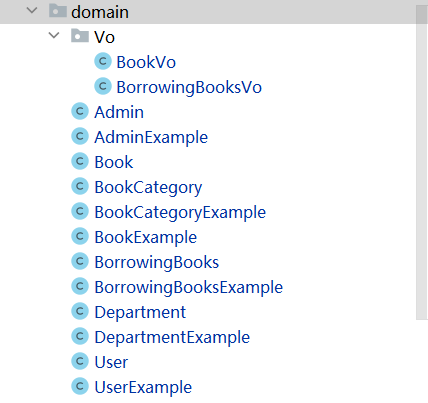 domain
Vo
BookVo
BorrowingBooksVo
Admin
AdminExample
Book
BookCategory
BookCategoryExample
BookExample
BorrowingBooks
BorrowingBooksExample
Department
DepartmentExample
User
UserExample